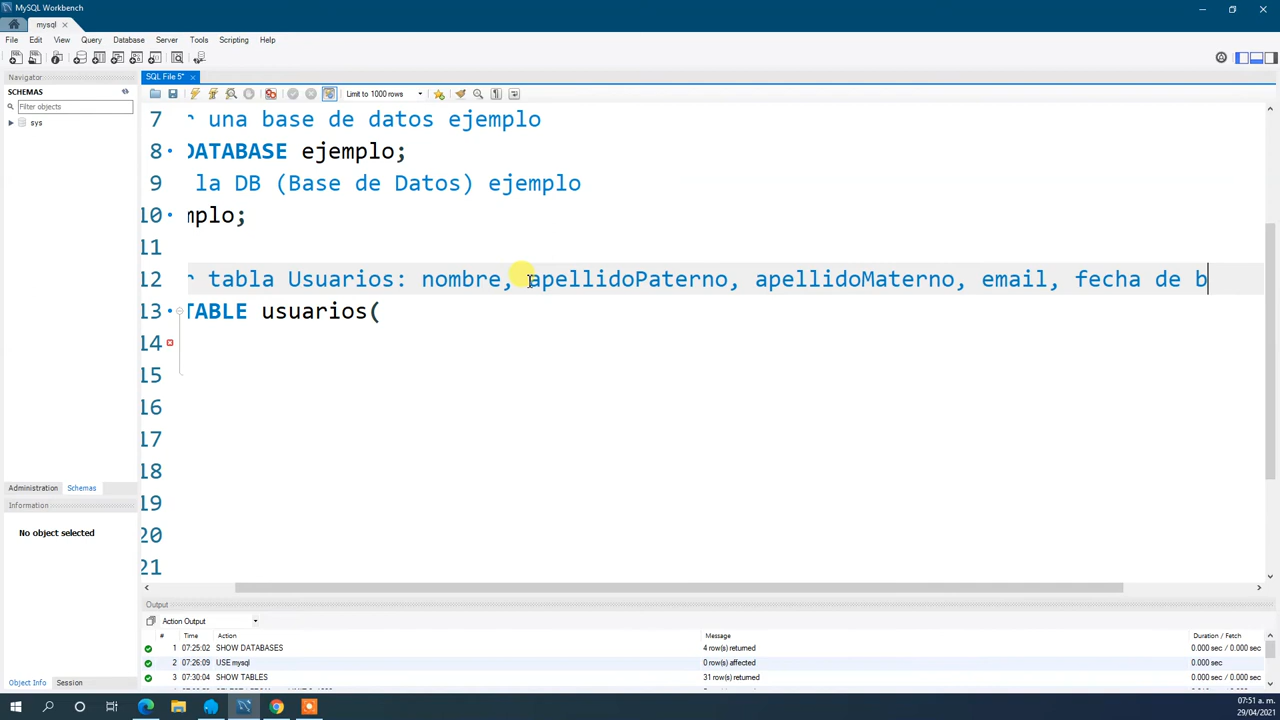 MySQL Workbench
mysql
File Edit View Query Database Server Tools Scripting Help
Navigator
SCHEMAS
Filter objects
sys
Administration Schemas
Information
No object selected
Object Info Session
SQL File 5*
Limit to 1000 rows
7 r una base de datos ejemplo
8 DATABASE ejemplo;
9 la DB (Base de Datos) ejemplo
10 mplo;
11
12 r tabla Usuarios: nombre, apellidoPaterno, apellidoMaterno, email, fecha de b
13 TABLE usuarios(
14
15
16
17
18
19
20
21
Output
Action Output
# Time Action Message Duration / Fetch
1 07:25:02 SHOW DATABASES 4 row(s) returned 0.000 sec / 0.000 sec
2 07:26:09 USE mysql 0 row(s) affected 0.000 sec
3 07:30:04 SHOW TABLES 31 row(s) returned 0.000 sec / 0.000 sec
07:51 a. m.
29/04/2021